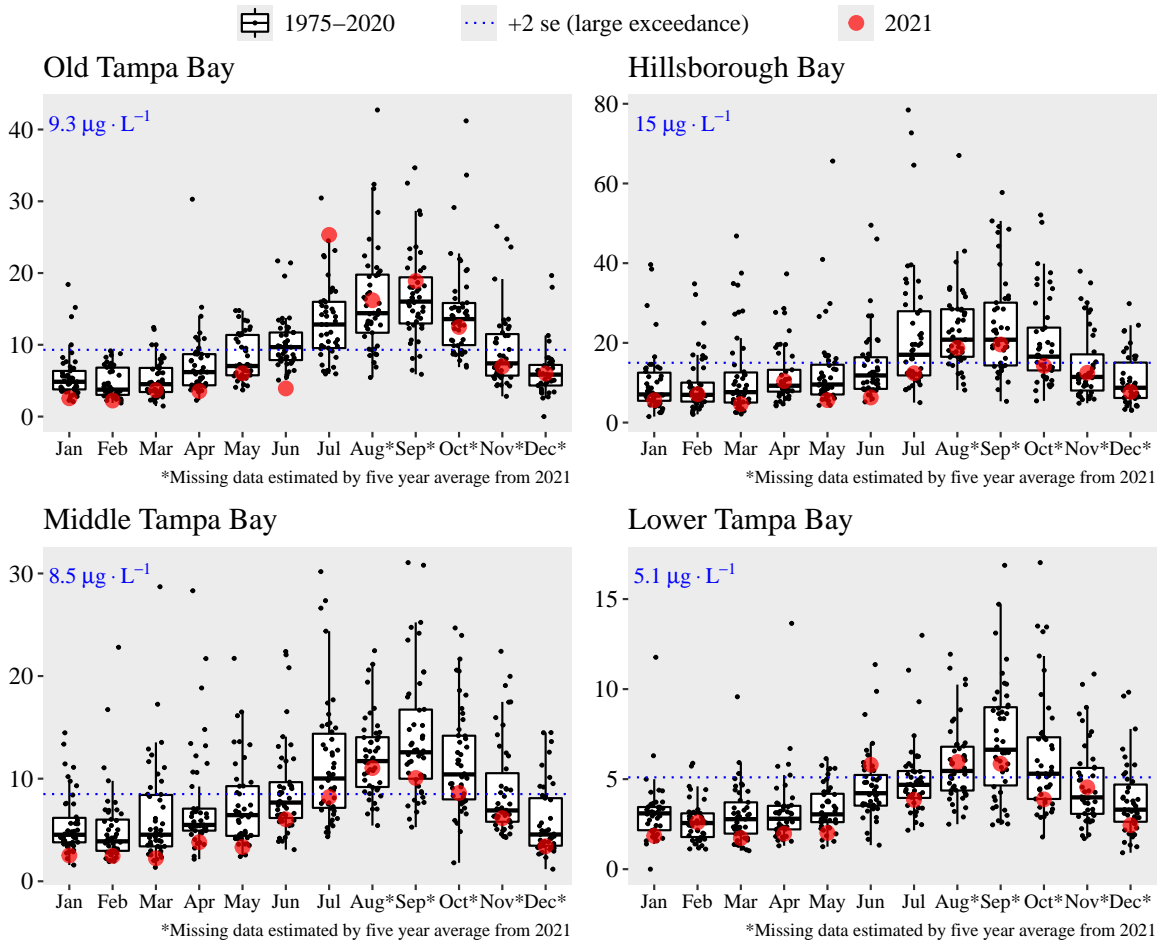 1975–2020 +2 se (large exceedance) 2021
Old Tampa Bay
9.3 μg · L⁻¹
40
30
20
10
0
Jan Feb Mar Apr May Jun Jul Aug* Sep* Oct* Nov* Dec*
*Missing data estimated by five year average from 2021
Hillsborough Bay
15 μg · L⁻¹
80
60
40
20
0
Jan Feb Mar Apr May Jun Jul Aug* Sep* Oct* Nov* Dec*
*Missing data estimated by five year average from 2021
Middle Tampa Bay
8.5 μg · L⁻¹
30
20
10
0
Jan Feb Mar Apr May Jun Jul Aug* Sep* Oct* Nov* Dec*
*Missing data estimated by five year average from 2021
Lower Tampa Bay
5.1 μg · L⁻¹
15
10
5
0
Jan Feb Mar Apr May Jun Jul Aug* Sep* Oct* Nov* Dec*
*Missing data estimated by five year average from 2021